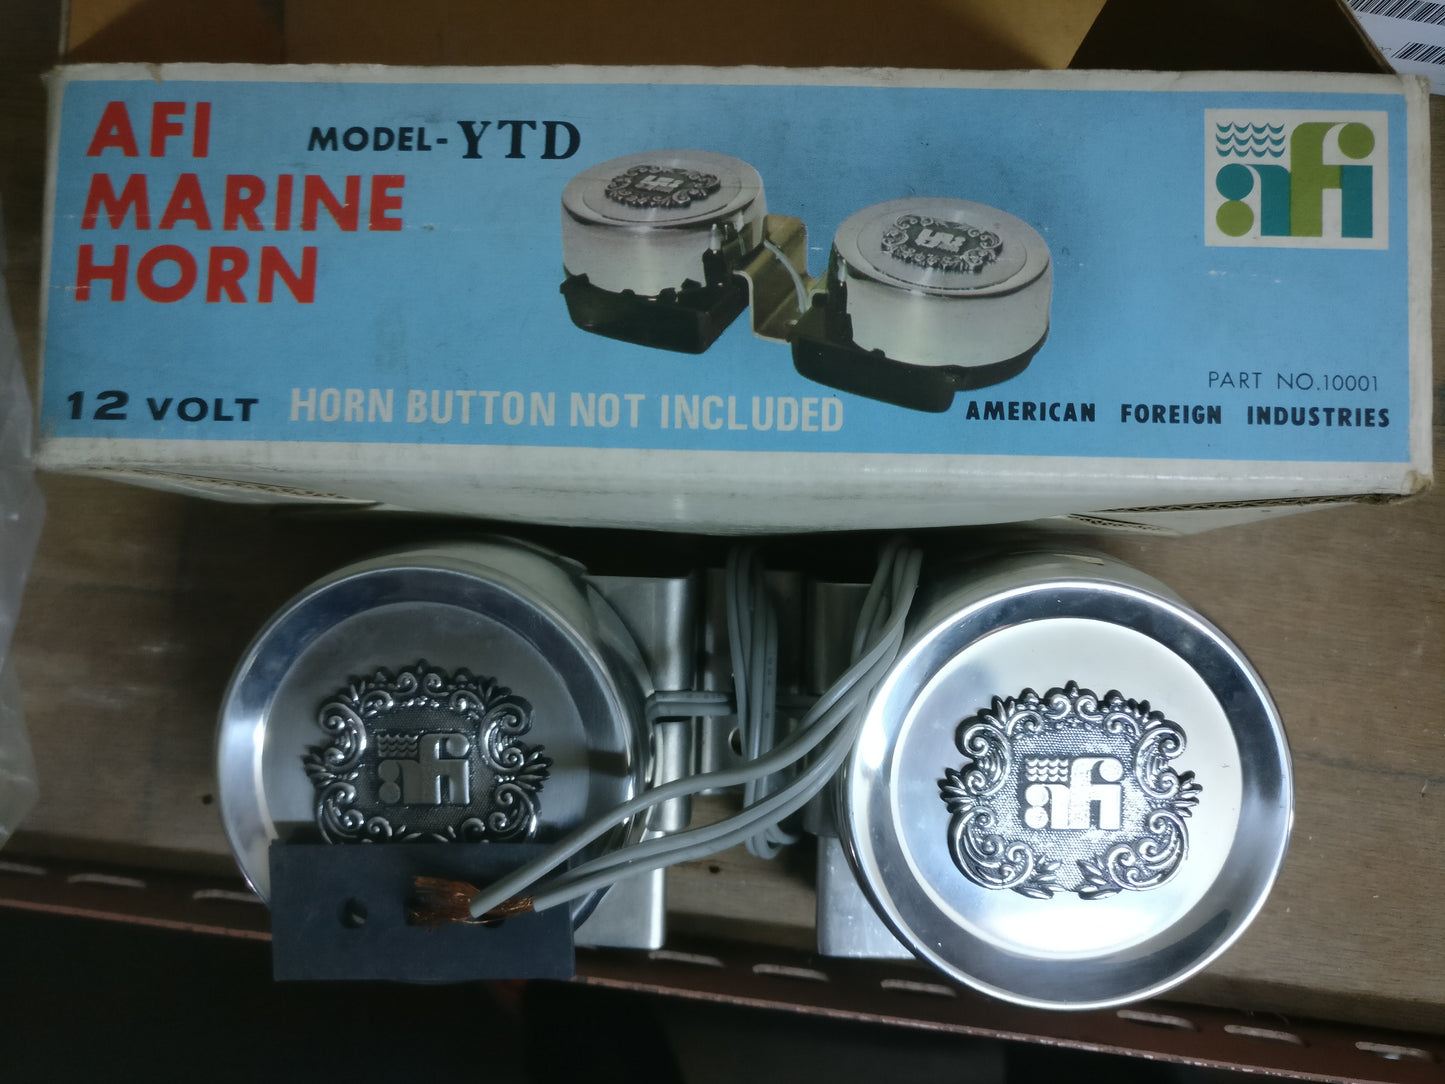 AFI
MARINE
HORN
MODEL-YTD
afi
12 VOLT
HORN BUTTON NOT INCLUDED
PART NO.10001
AMERICAN FOREIGN INDUSTRIES
afi
afi